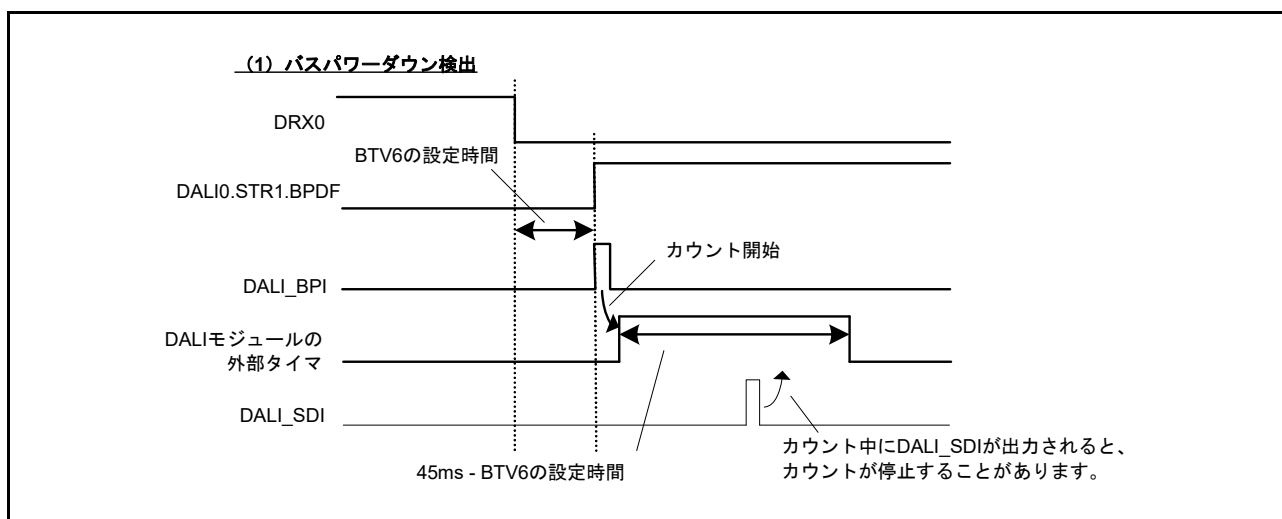 (1) バスパワーダウン検出
DRX0
BTV6の設定時間
DALI0.STR1.BPDF
カウント開始
DALI_BPI
DALIモジュールの
外部タイマ
DALI_SDI
カウント中にDALI_SDIが出力されると、
カウントが停止することがあります。
45ms - BTV6の設定時間